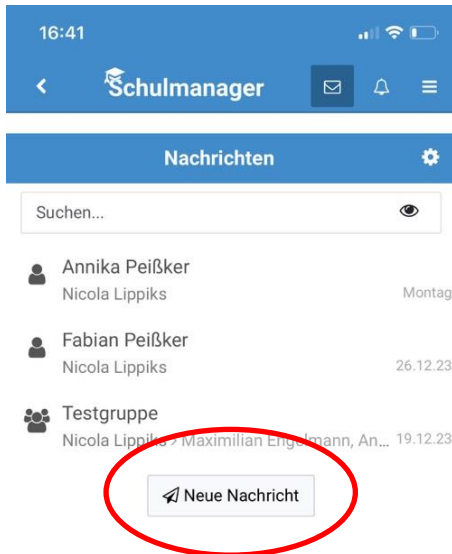 16:41
Schulmanager
Nachrichten
Suchen...
Annika Peißker
Nicola Lippiks Montag
Fabian Peißker
Nicola Lippiks 26.12.23
Testgruppe
Nicola Lippiks › Maximilian Engelmann, An... 19.12.23
Neue Nachricht